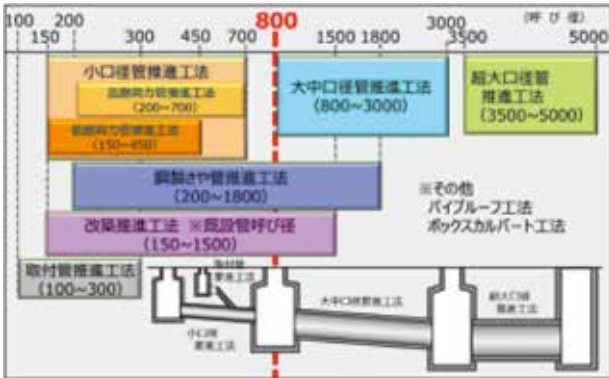 (呼び径)
100 200 800 3000
150 300 450 700 1500 1800 3500 5000
小口径管推進工法
高耐荷力管推進工法
(200~700)
低耐荷力管推進工法
(150~450)
大中口径管推進工法
(800~3000)
超大口径管
推進工法
(3500~5000)
鋼製さや管推進工法
(200~1800)
※その他
パイプルーフ工法
ボックスカルバート工法
改築推進工法 ※既設管呼び径
(150~1500)
取付管推進工法
(100~300)
取付管
推進工法
大中口径管推進工法
超大口径
推進工法
小口径
推進工法